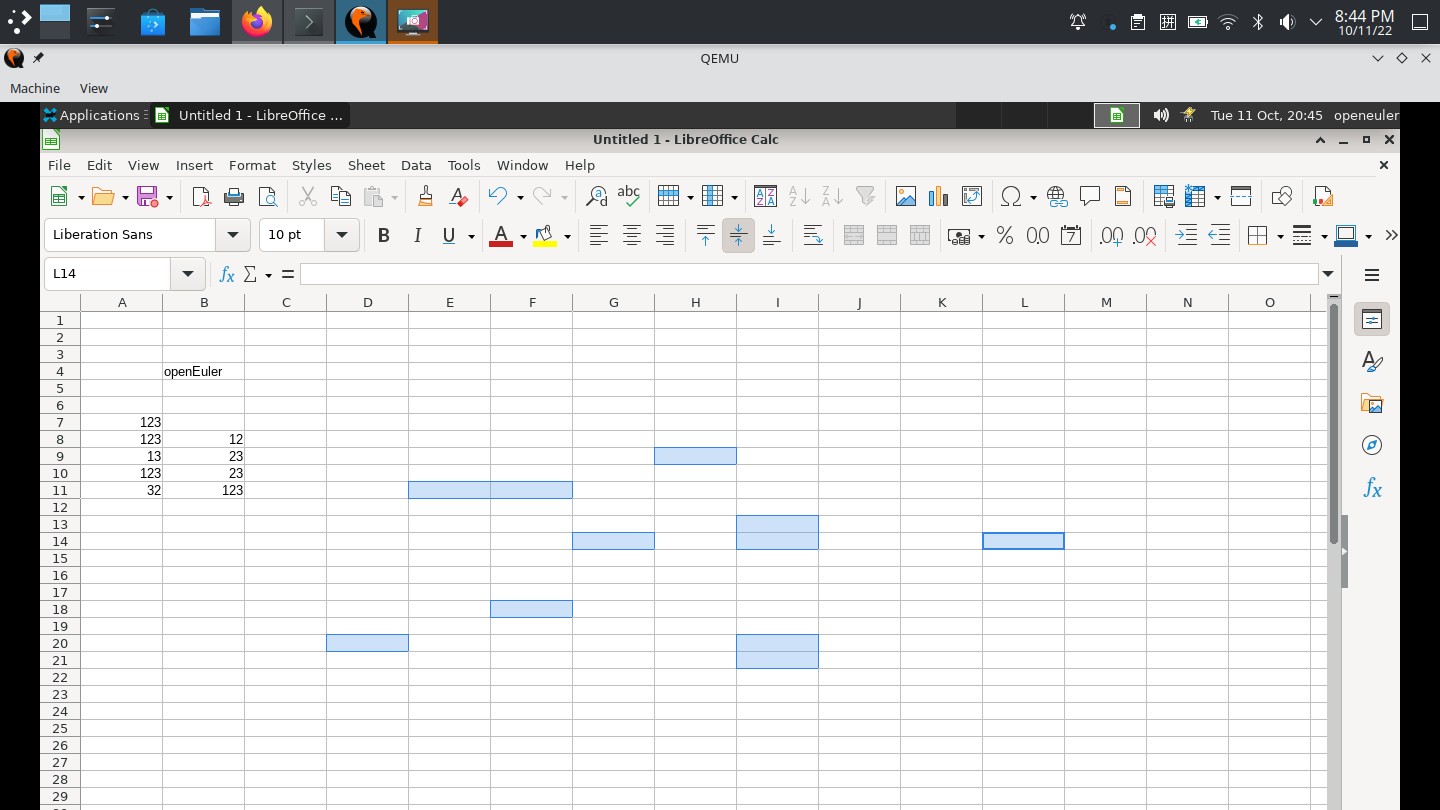 8:44 PM
10/11/22
QEMU
Machine View
Applications Untitled 1 - LibreOffice ... Tue 11 Oct, 20:45 openeuler
Untitled 1 - LibreOffice Calc
File Edit View Insert Format Styles Sheet Data Tools Window Help
Liberation Sans 10 pt
L14
A B C D E F G H I J K L M N O
1
2
3
4 openEuler
5
6
7 123
8 123 12
9 13 23
10 123 23
11 32 123
12
13
14
15
16
17
18
19
20
21
22
23
24
25
26
27
28
29